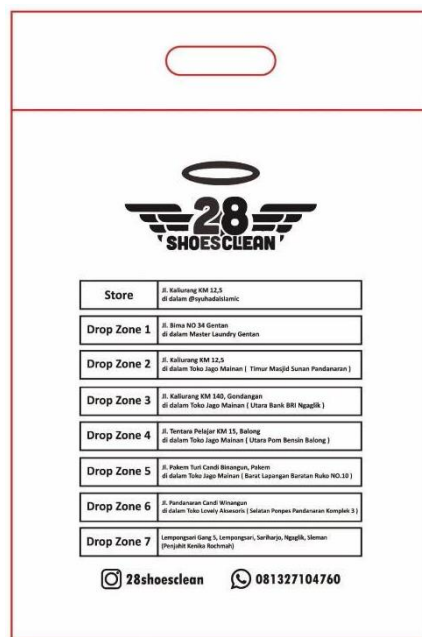 28
SHOESCLEAN
Store
Jl. Kaliurang KM 12,5
di dalam @syuhadaislamic
Drop Zone 1
Jl. Bima NO 34 Gentan
di dalam Master Laundry Gentan
Drop Zone 2
Jl. Kaliurang KM 12,5
di dalam Toko Jago Mainan ( Timur Masjid Sunan Pandanaran )
Drop Zone 3
Jl. Kaliurang KM 140, Gondangan
di dalam Toko Jago Mainan ( Utara Bank BRI Ngaglik )
Drop Zone 4
Jl. Tentara Pelajar KM 15, Balong
di dalam Toko Jago Mainan ( Utara Pom Bensin Balong )
Drop Zone 5
Jl. Pakem Turi Candi Binangun, Pakem
di dalam Toko Jago Mainan ( Barat Lapangan Baratan Ruko NO.10 )
Drop Zone 6
Jl. Pandanaran Candi Winangun
di dalam Toko Lovely Aksesoris ( Selatan Ponpes Pandanaran Komplek 3 )
Drop Zone 7
Lempongsari Gang 5, Lempongsari, Sariharjo, Ngaglik, Sleman
(Penjahit Kenika Rochmah)
28shoesclean
081327104760